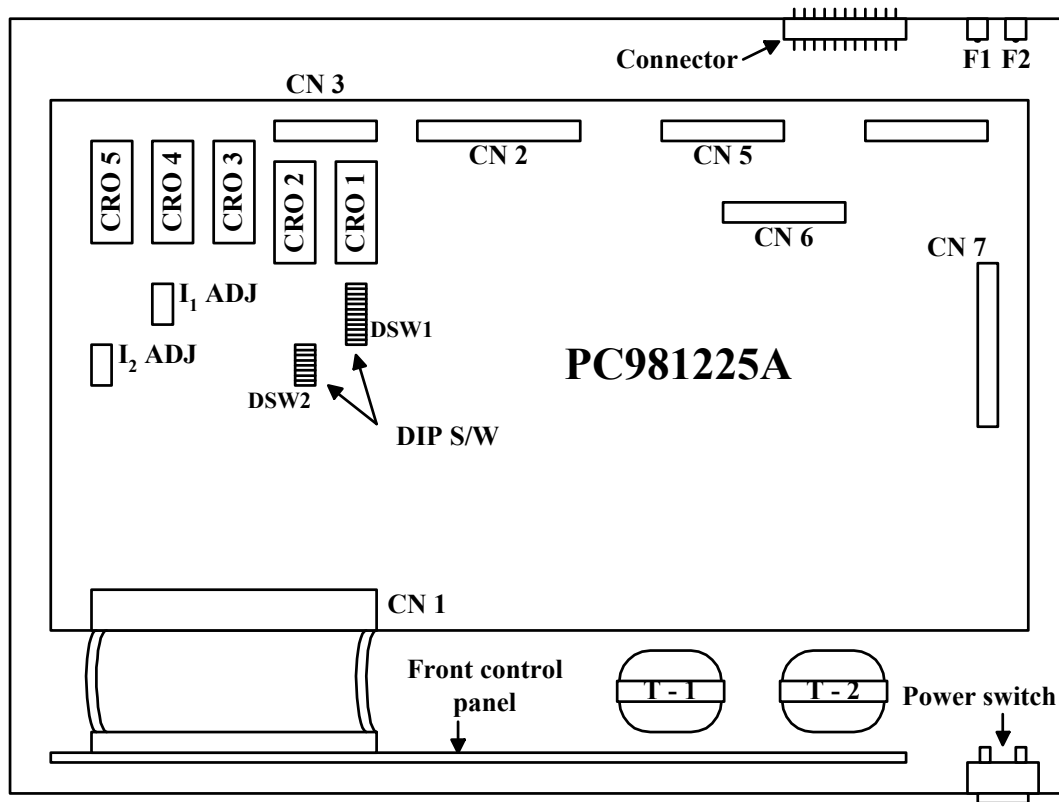 Connector
F1 F2
CN 3
CN 2
CN 5
CRO 5
CRO 4
CRO 3
CRO 2
CRO 1
CN 6
CN 7
I₁ ADJ
DSW1
I₂ ADJ
PC981225A
DSW2
DIP S/W
CN 1
Front control
panel
T - 1
T - 2
Power switch